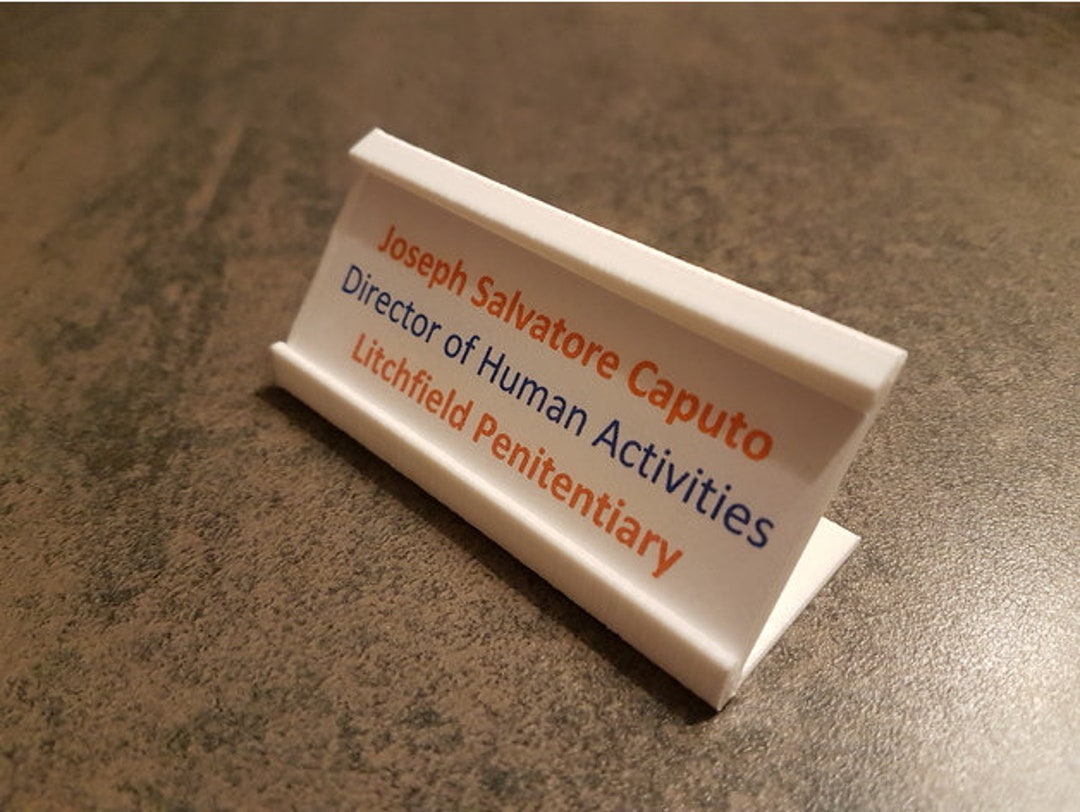 Joseph Salvatore Caputo
Director of Human Activities
Litchfield Penitentiary